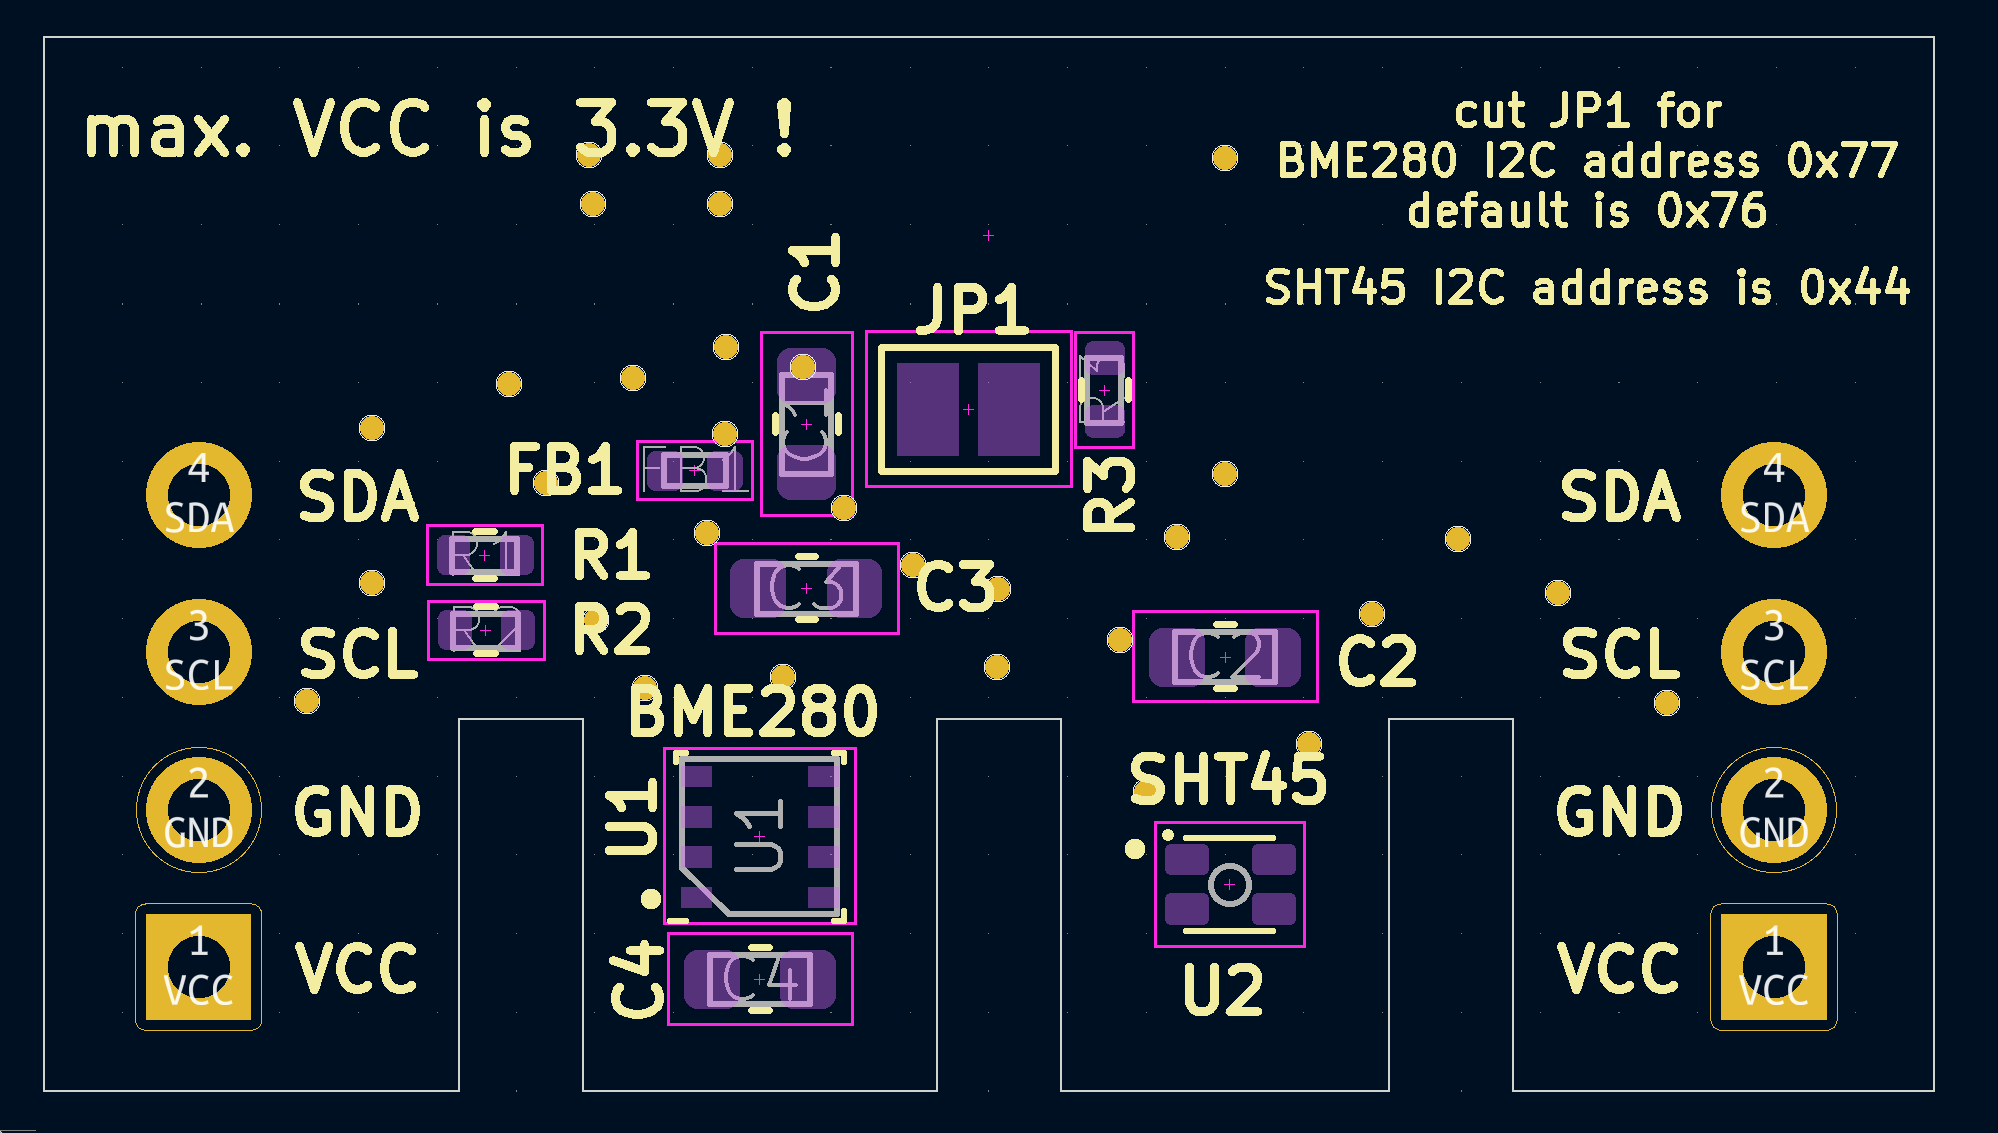 max. VCC is 3.3V !
cut JP1 for
BME280 I2C address 0x77
default is 0x76
SHT45 I2C address is 0x44
C1
C1
JP1
R3
R3
FB1
FB1
4
SDA
SDA
R1
R1
C3
C3
SDA
4
SDA
R2
R2
3
SCL
SCL
C2
C2
SCL
3
SCL
BME280
U1
U1
SHT45
2
GND
GND
GND
2
GND
C4
C4
U2
1
VCC
VCC
VCC
1
VCC